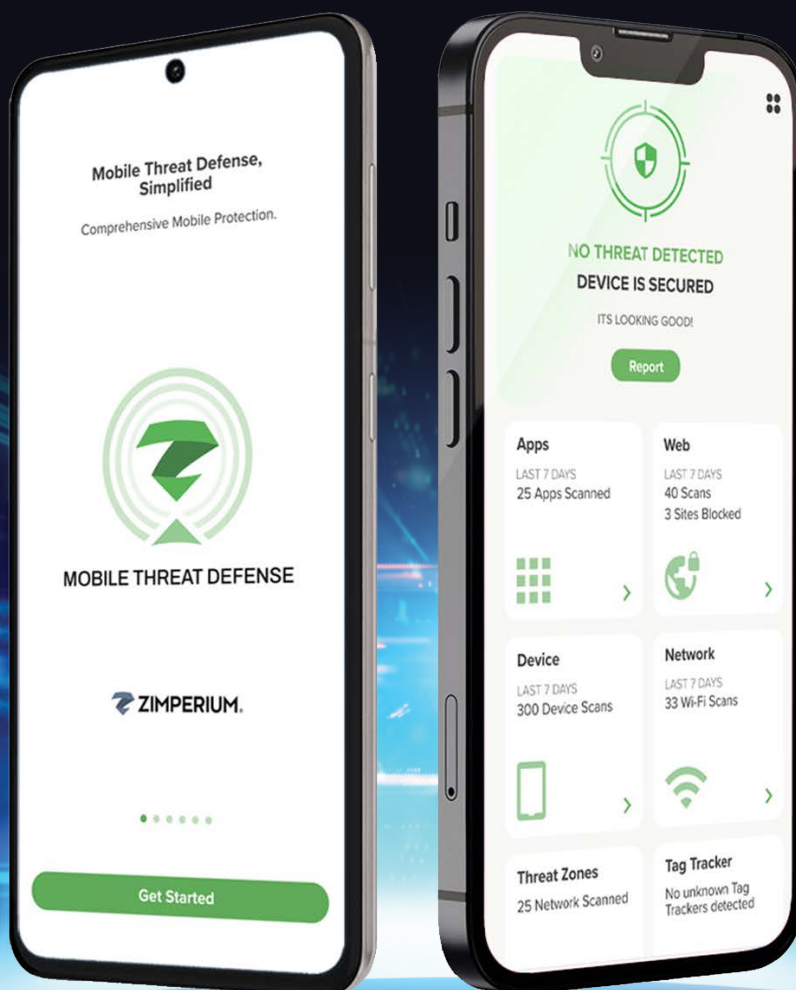 Mobile Threat Defense,
Simplified
Comprehensive Mobile Protection.
MOBILE THREAT DEFENSE
ZIMPERIUM.
Get Started
NO THREAT DETECTED
DEVICE IS SECURED
ITS LOOKING GOOD!
Report
Apps
LAST 7 DAYS
25 Apps Scanned
Web
LAST 7 DAYS
40 Scans
3 Sites Blocked
Device
LAST 7 DAYS
300 Device Scans
Network
LAST 7 DAYS
33 Wi-Fi Scans
Threat Zones
25 Network Scanned
Tag Tracker
No unknown Tag
Trackers detected